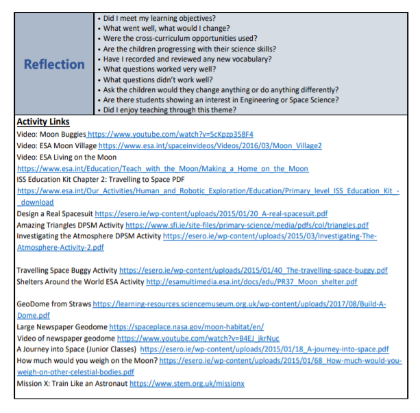 Reflection
• Did I meet my learning objectives?
• What went well, what would I change?
• Were the cross-curriculum opportunities used?
• Are the children progressing with their science skills?
• Have I recorded and reviewed any new vocabulary?
• What questions worked very well?
• What questions didn't work well?
• Ask the children would they change anything or do anything differently?
• Are there students showing an interest in Engineering or Space Science?
• Did I enjoy teaching through this theme?
Activity Links
Video: Moon Buggies https://www.youtube.com/watch?v=5cKpzp358F4
Video: ESA Moon Village https://www.esa.int/spaceinvideos/Videos/2016/03/Moon_Village2
Video: ESA Living on the Moon
https://www.esa.int/Education/Teach_with_the_Moon/Making_a_Home_on_the_Moon
ISS Education Kit Chapter 2: Travelling to Space PDF
https://www.esa.int/Our_Activities/Human_and_Robotic_Exploration/Education/Primary_level_ISS_Education_Kit_-
_download
Design a Real Spacesuit https://esero.ie/wp-content/uploads/2015/01/20_A-real-spacesuit.pdf
Amazing Triangles DPSM Activity https://www.sfi.ie/site-files/primary-science/media/pdfs/col/triangles.pdf
Investigating the Atmosphere DPSM Activity https://esero.ie/wp-content/uploads/2015/03/Investigating-The-
Atmosphere-Activity-2.pdf
Travelling Space Buggy Activity https://esero.ie/wp-content/uploads/2015/01/40_The-travelling-space-buggy.pdf
Shelters Around the World ESA Activity http://esamultimedia.esa.int/docs/edu/PR37_Moon_shelter.pdf
GeoDome from Straws https://learning-resources.sciencemuseum.org.uk/wp-content/uploads/2017/08/Build-A-
Dome.pdf
Large Newspaper Geodome https://spaceplace.nasa.gov/moon-habitat/en/
Video of newspaper geodome https://www.youtube.com/watch?v=B4EJ_jkrNuc
A Journey into Space (Junior Classes) https://esero.ie/wp-content/uploads/2015/01/18_A-journey-into-space.pdf
How much would you weigh on the Moon? https://esero.ie/wp-content/uploads/2015/01/68_How-much-would-you-
weigh-on-other-celestial-bodies.pdf
Mission X: Train Like an Astronaut https://www.stem.org.uk/missionx